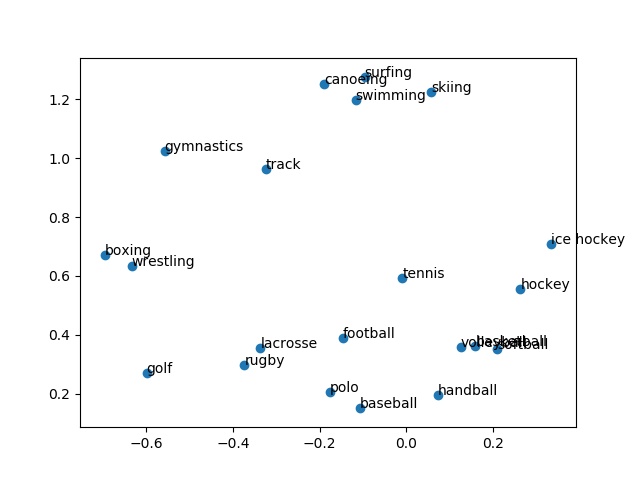 surfing
canoeing
skiing
swimming
1.2
gymnastics
track
1.0
0.8
ice hockey
boxing
wrestling
tennis
0.6
hockey
football
volleyball
basketball
softball
0.4
lacrosse
rugby
golf
polo
handball
baseball
0.2
−0.6
−0.4
−0.2
0.0
0.2